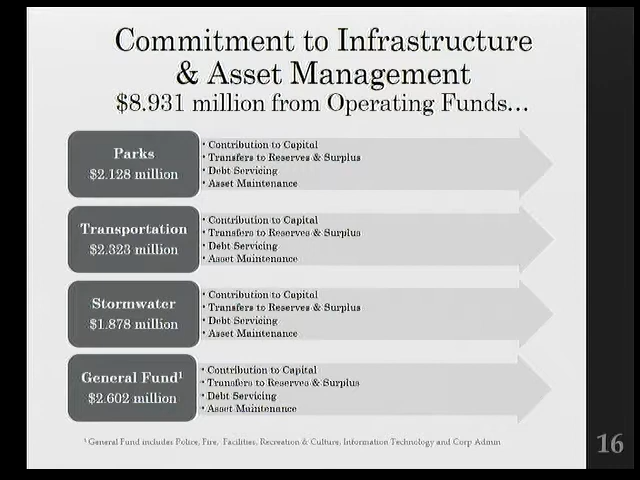 Commitment to Infrastructure
& Asset Management
$8.931 million from Operating Funds…
Parks
$2.128 million
• Contribution to Capital
• Transfers to Reserves & Surplus
• Debt Servicing
• Asset Maintenance
Transportation
$2.323 million
• Contribution to Capital
• Transfers to Reserves & Surplus
• Debt Servicing
• Asset Maintenance
Stormwater
$1.878 million
• Contribution to Capital
• Transfers to Reserves & Surplus
• Debt Servicing
• Asset Maintenance
General Fund¹
$2.602 million
• Contribution to Capital
• Transfers to Reserves & Surplus
• Debt Servicing
• Asset Maintenance
¹ General Fund includes Police, Fire, Facilities, Recreation & Culture, Information Technology and Corp Admin
16